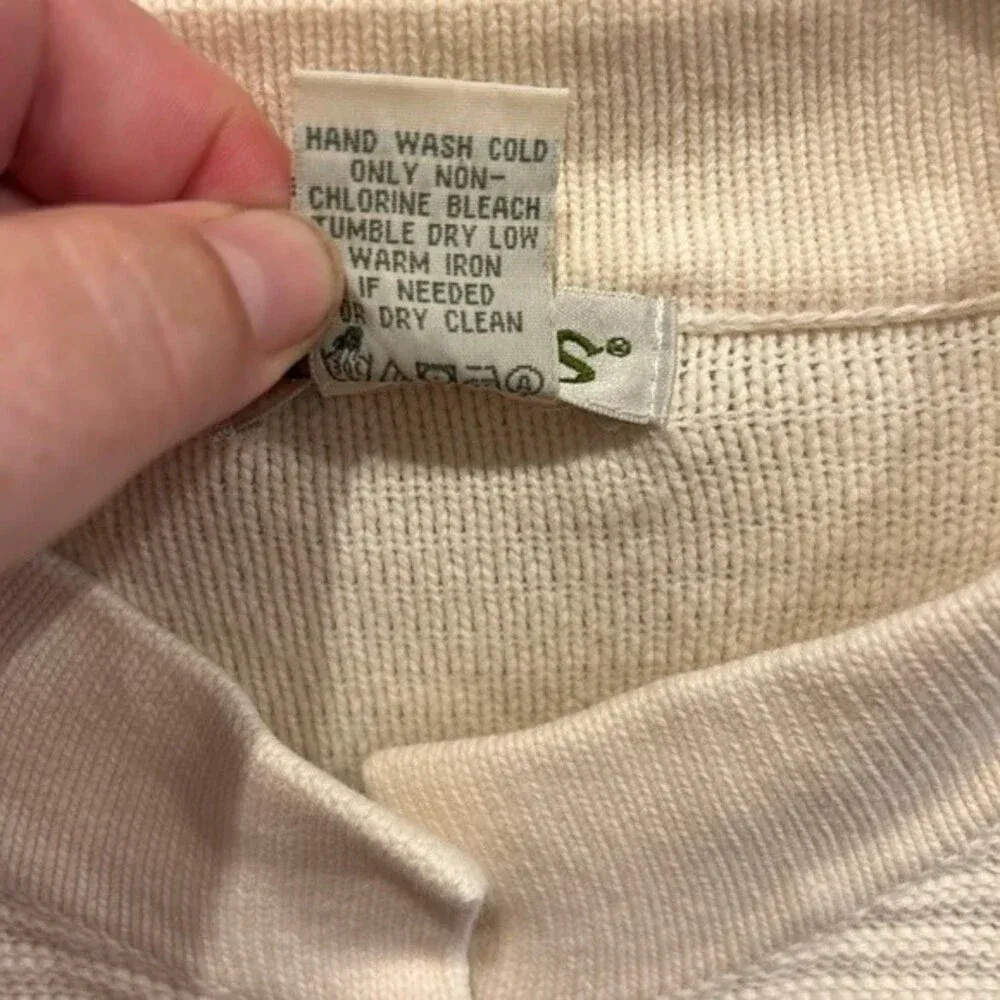 HAND WASH COLD
ONLY NON-
CHLORINE BLEACH
TUMBLE DRY LOW
WARM IRON
IF NEEDED
OR DRY CLEAN
S®